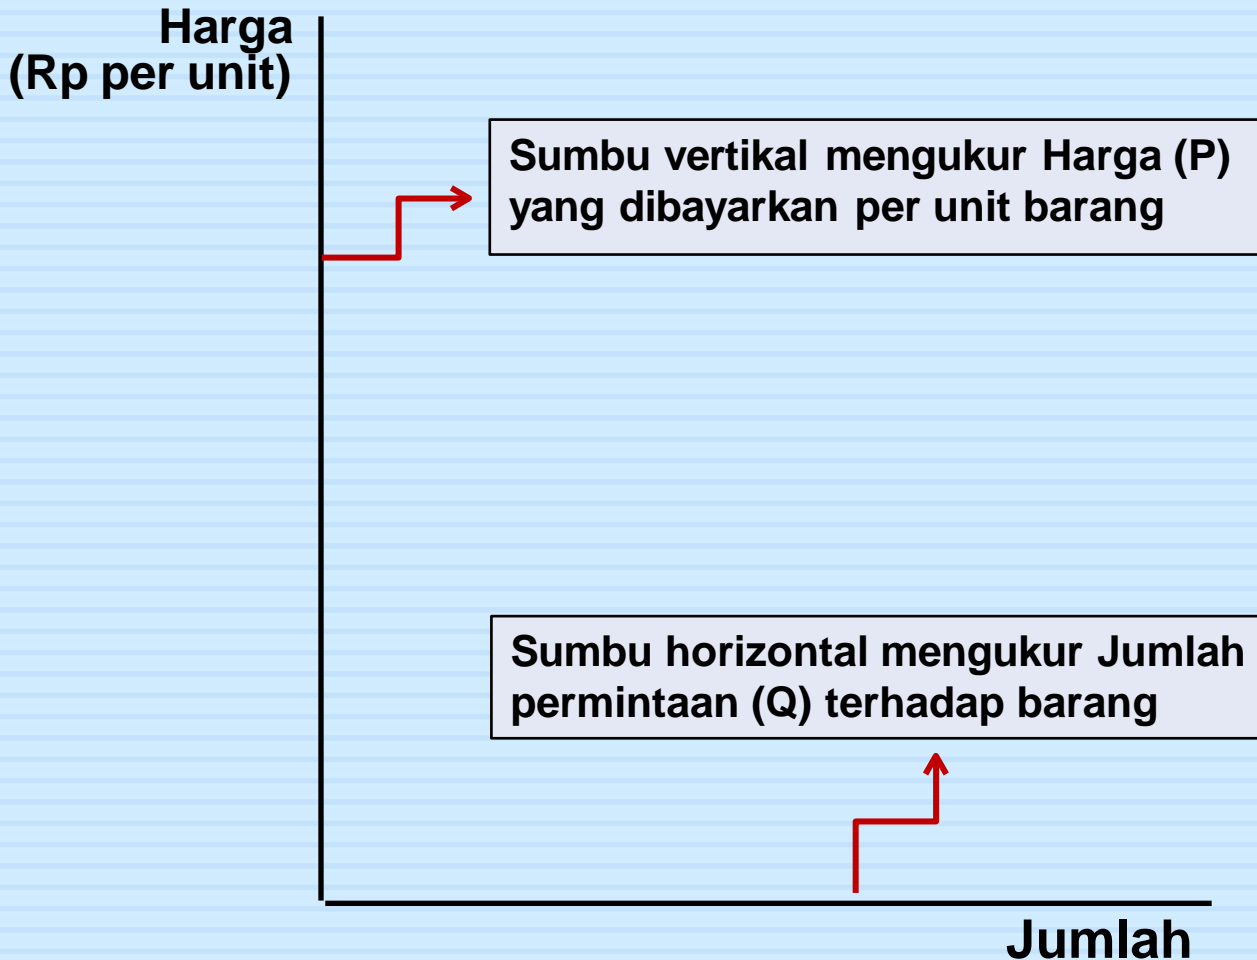 Harga
(Rp per unit)
Sumbu vertikal mengukur Harga (P)
yang dibayarkan per unit barang
Sumbu horizontal mengukur Jumlah
permintaan (Q) terhadap barang
Jumlah